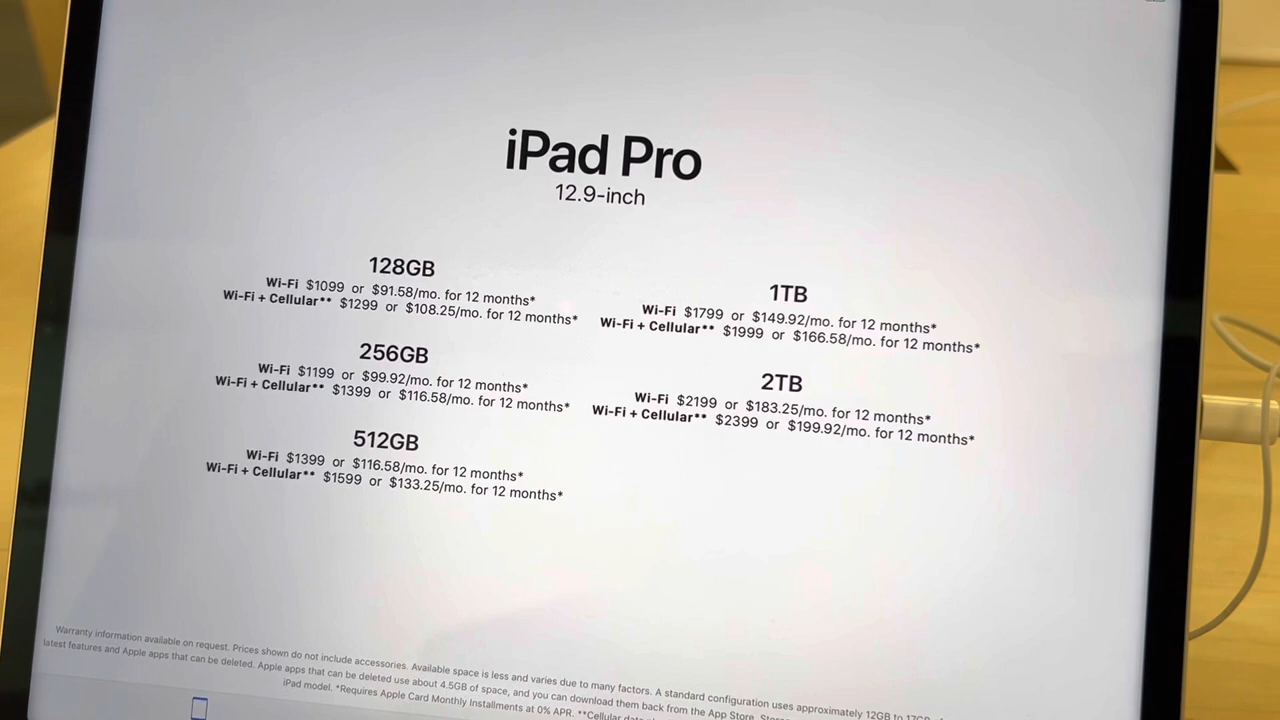 iPad Pro
12.9-inch
128GB
Wi-Fi $1099 or $91.58/mo. for 12 months*
Wi-Fi + Cellular** $1299 or $108.25/mo. for 12 months*
256GB
Wi-Fi $1199 or $99.92/mo. for 12 months*
Wi-Fi + Cellular** $1399 or $116.58/mo. for 12 months*
512GB
Wi-Fi $1399 or $116.58/mo. for 12 months*
Wi-Fi + Cellular** $1599 or $133.25/mo. for 12 months*
1TB
Wi-Fi $1799 or $149.92/mo. for 12 months*
Wi-Fi + Cellular** $1999 or $166.58/mo. for 12 months*
2TB
Wi-Fi $2199 or $183.25/mo. for 12 months*
Wi-Fi + Cellular** $2399 or $199.92/mo. for 12 months*
Warranty information available on request. Prices shown do not include accessories. Available space is less and varies due to many factors. A standard configuration uses approximately 12GB to
latest features and Apple apps that can be deleted. Apple apps that can be deleted use about 4.5GB of space, and you can download them back from the App Store.
iPad model. *Requires Apple Card Monthly Installments at 0% APR. **Cellular